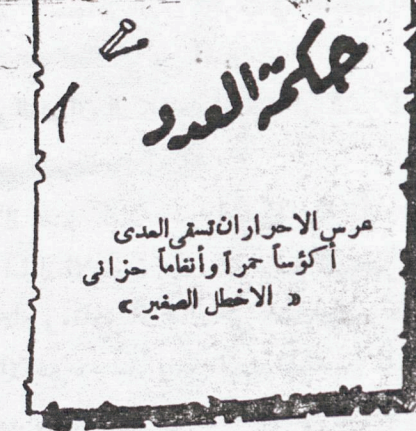 حكمة العدد
عرس الاحرار ان تسقى العدى
أكؤساً حمراً وأنغاماً حزانى
« الاخطل الصغير »